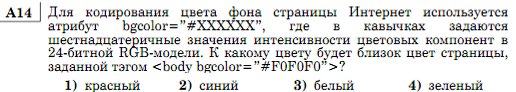 А14 Для кодирования цвета фона страницы Интернет используется
атрибут bgcolor="#XXXXXX", где в кавычках задаются
шестнадцатеричные значения интенсивности цветовых компонент в
24-битной RGB-модели. К какому цвету будет близок цвет страницы,
заданной тэгом <body bgcolor="#F0F0F0">?
1) красный 2) синий 3) белый 4) зеленый